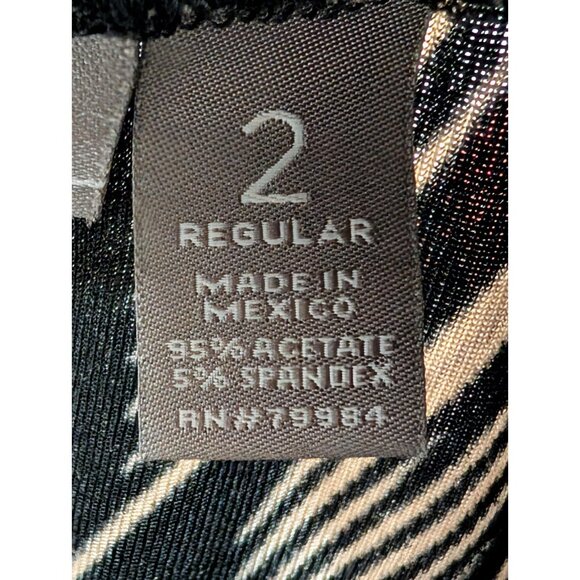 2
REGULAR
MADE IN
MEXICO
95% ACETATE
5% SPANDEX
RN#79984